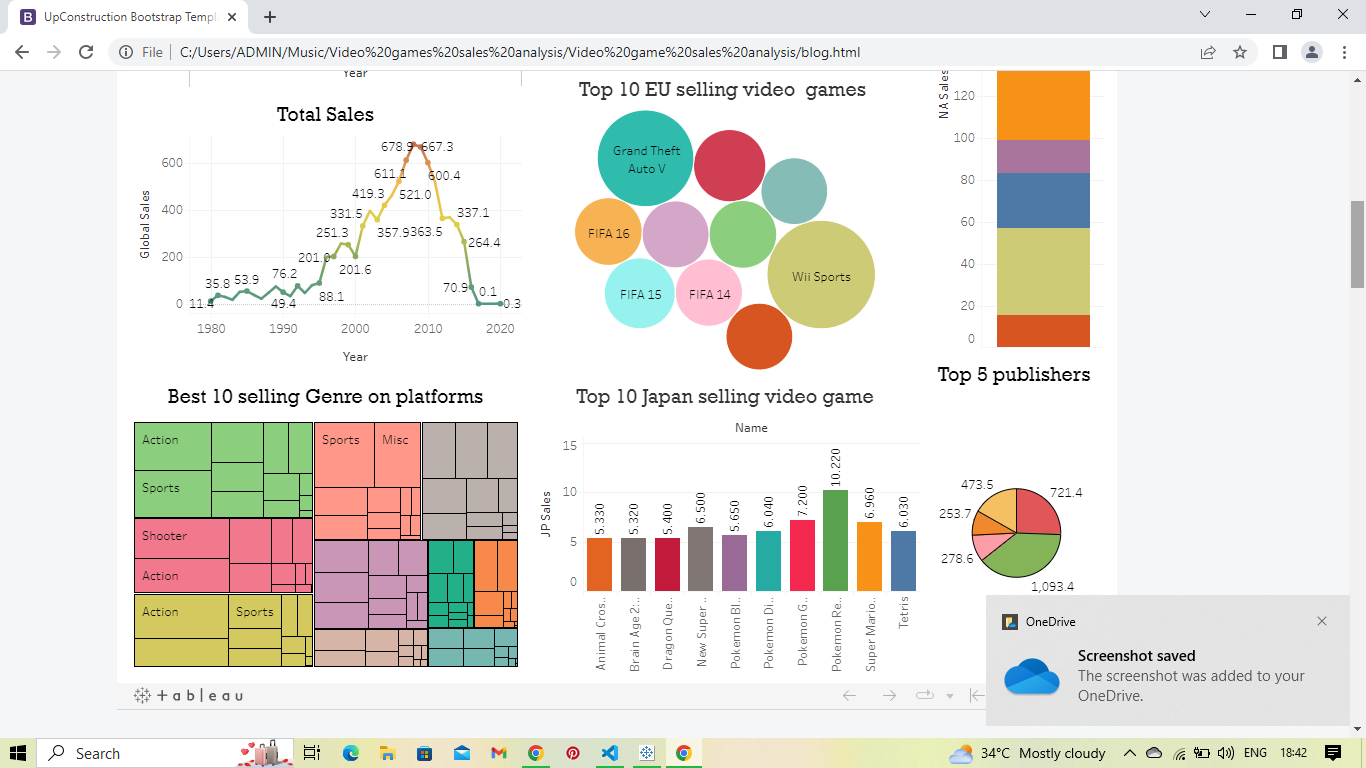 UpConstruction Bootstrap Templ
File
C:/Users/ADMIN/Music/Video%20games%20sales%20analysis/Video%20game%20sales%20analysis/blog.html
Year
Total Sales
Global Sales
600
400
200
0
11.4
35.8
53.9
76.2
49.4
88.1
201.0
251.3
201.6
331.5
357.9
419.3
611.1
678.9
667.3
521.0
600.4
363.5
337.1
264.4
70.9
0.1
0.3
1980
1990
2000
2010
2020
Year
Top 10 EU selling video games
Grand Theft
Auto V
FIFA 16
Wii Sports
FIFA 15
FIFA 14
NA Sales
120
100
80
60
40
20
0
Best 10 selling Genre on platforms
Action
Sports
Shooter
Action
Action
Sports
Sports
Misc
Top 10 Japan selling video game
Name
JP Sales
15
10
5
0
5.330
5.320
5.400
6.500
5.650
6.040
7.200
10.220
6.960
6.030
Animal Cros..
Brain Age 2:..
Dragon Que..
New Super ..
Pokemon Bl..
Pokemon Di..
Pokemon G..
Pokemon Re..
Super Mario..
Tetris
Top 5 publishers
473.5
721.4
253.7
278.6
1,093.4
+ a b l e a u
OneDrive
Screenshot saved
The screenshot was added to your
OneDrive.
Search
34°C Mostly cloudy
ENG
18:42